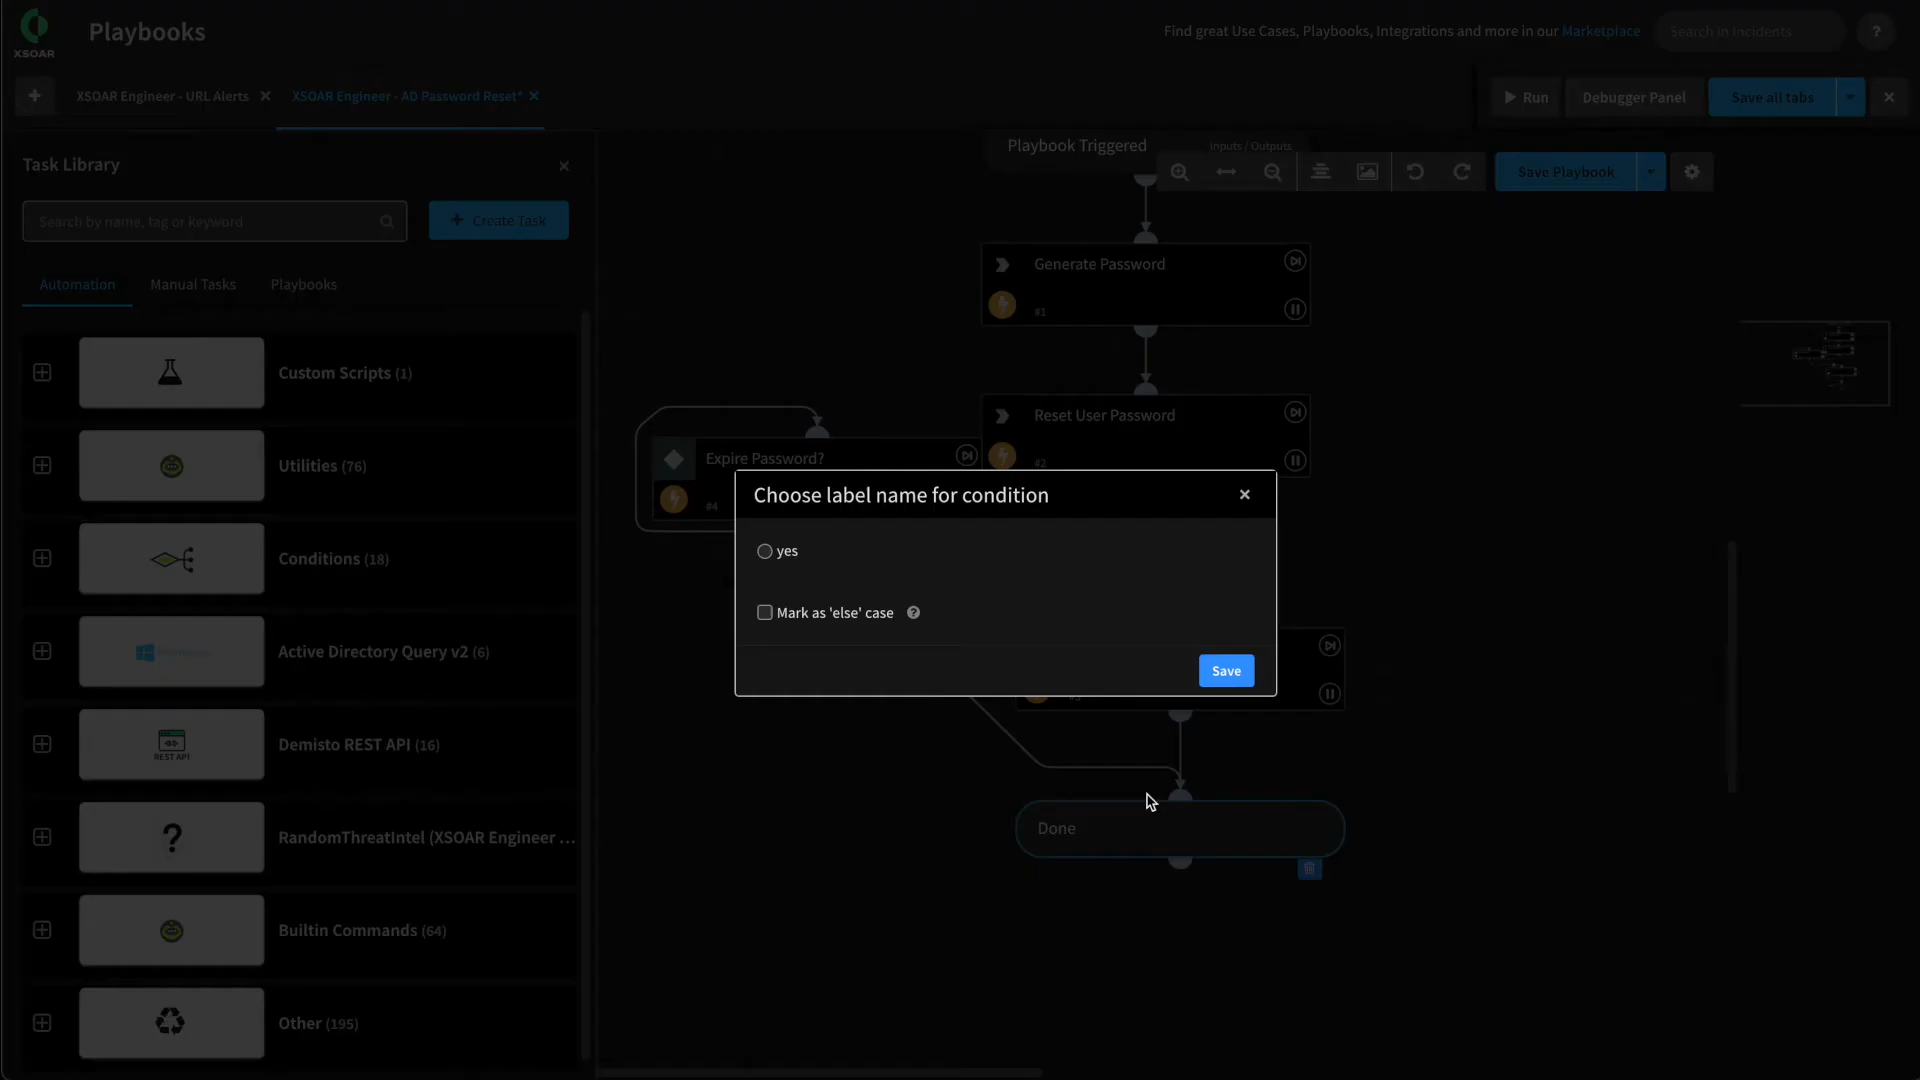 XSOAR
Playbooks
Find great Use Cases, Playbooks, Integrations and more in our Marketplace
Search in Incidents
?
XSOAR Engineer - URL Alerts
XSOAR Engineer - AD Password Reset*
Run
Debugger Panel
Save all tabs
Task Library
Search by name, tag or keyword
Create Task
Automation
Manual Tasks
Playbooks
Custom Scripts (1)
Utilities (76)
Conditions (18)
Active Directory Query v2 (6)
REST API
Demisto REST API (16)
?
RandomThreatIntel (XSOAR Engineer ...
Builtin Commands (64)
Other (195)
Playbook Triggered
Inputs / Outputs
Save Playbook
Generate Password
#1
Reset User Password
#2
Expire Password?
#4
Choose label name for condition
yes
Mark as 'else' case
?
Save
Done